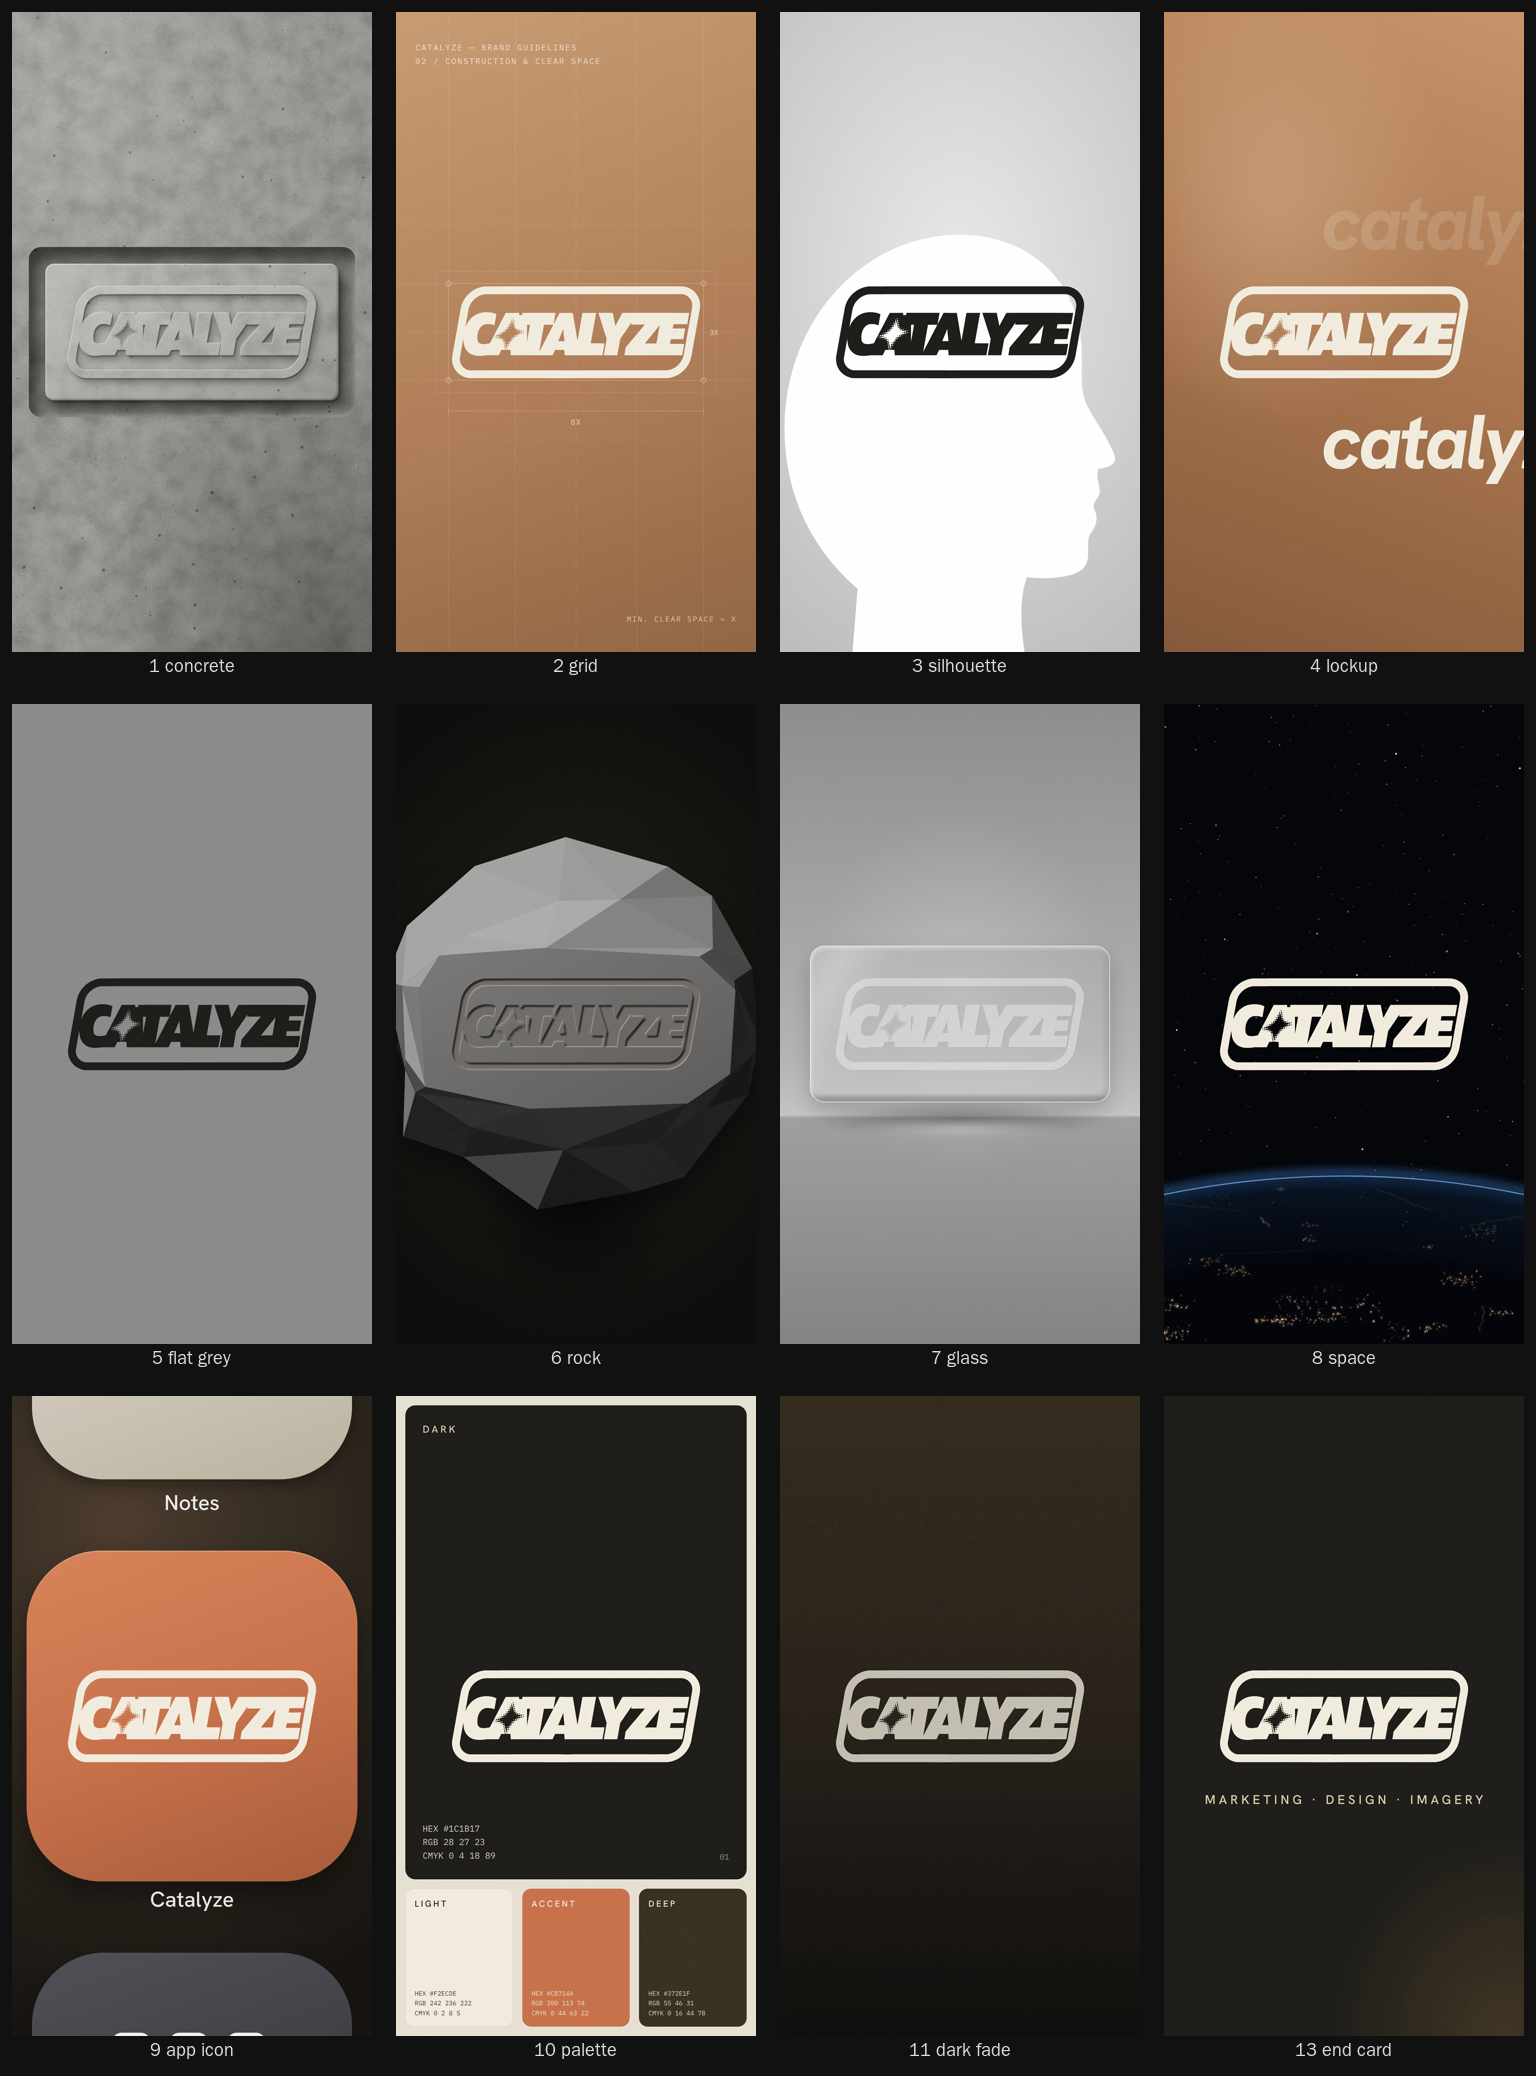 CATALYZE
1 concrete
CATALYZE — BRAND GUIDELINES
02 / CONSTRUCTION & CLEAR SPACE
CATALYZE
3X
8X
MIN. CLEAR SPACE = X
2 grid
CATALYZE
3 silhouette
cataly
CATALYZE
cataly
4 lockup
CATALYZE
5 flat grey
CATALYZE
6 rock
CATALYZE
7 glass
CATALYZE
8 space
Notes
CATALYZE
Catalyze
9 app icon
DARK
CATALYZE
HEX #1C1B17
RGB 28 27 23
CMYK 0 4 18 89
01
LIGHT
HEX #F2ECDE
RGB 242 236 222
CMYK 0 2 8 5
ACCENT
HEX #C8714A
RGB 200 113 74
CMYK 0 44 63 22
DEEP
HEX #372E1F
RGB 55 46 31
CMYK 0 16 44 78
10 palette
CATALYZE
11 dark fade
CATALYZE
MARKETING · DESIGN · IMAGERY
13 end card